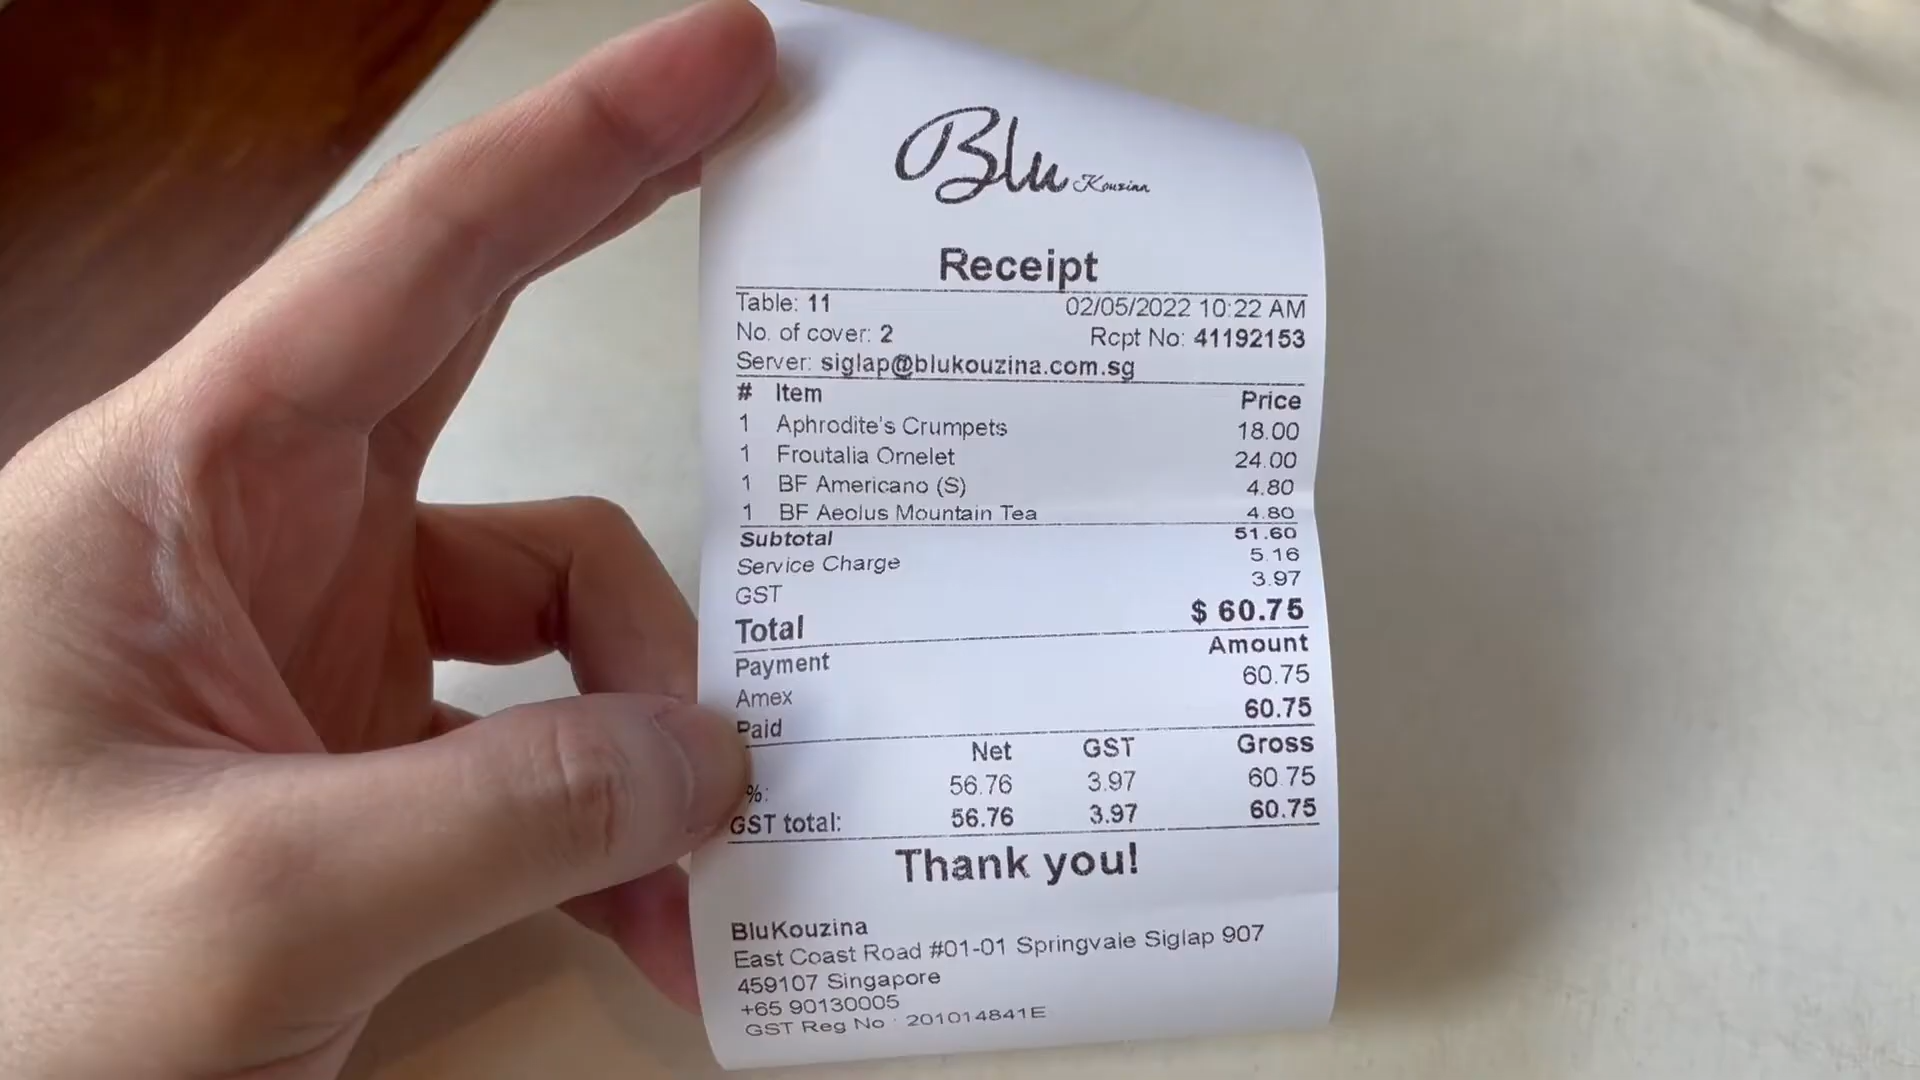 Blu Kouzina
Receipt
Table: 11 02/05/2022 10:22 AM
No. of cover: 2 Rcpt No: 41192153
Server: siglap@blukouzina.com.sg
# Item Price
1 Aphrodite's Crumpets 18.00
1 Froutalia Omelet 24.00
1 BF Americano (S) 4.80
1 BF Aeolus Mountain Tea 4.80
Subtotal 51.60
Service Charge 5.16
GST 3.97
Total $ 60.75
Payment Amount
Amex 60.75
Paid 60.75
Net GST Gross
%: 56.76 3.97 60.75
GST total: 56.76 3.97 60.75
Thank you!
BluKouzina
East Coast Road #01-01 Springvale Siglap 907
459107 Singapore
+65 90130005
GST Reg No : 201014841E